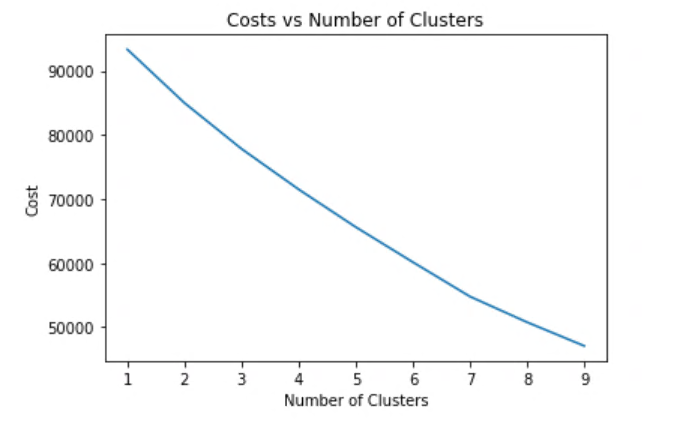 Costs vs Number of Clusters
90000
80000
70000
60000
50000
Cost
1 2 3 4 5 6 7 8 9
Number of Clusters